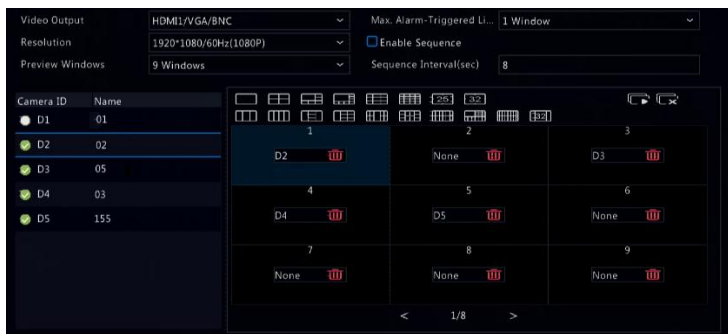 Video Output HDMI1/VGA/BNC Max. Alarm-Triggered Li... 1 Window
Resolution 1920*1080/60Hz(1080P) Enable Sequence
Preview Windows 9 Windows Sequence Interval(sec) 8
Camera ID Name
D1 01
D2 02
D3 05
D4 03
D5 155
25 32
32
1 2 3
D2 None D3
4 5 6
D4 D5 None
7 8 9
None None None
< 1/8 >